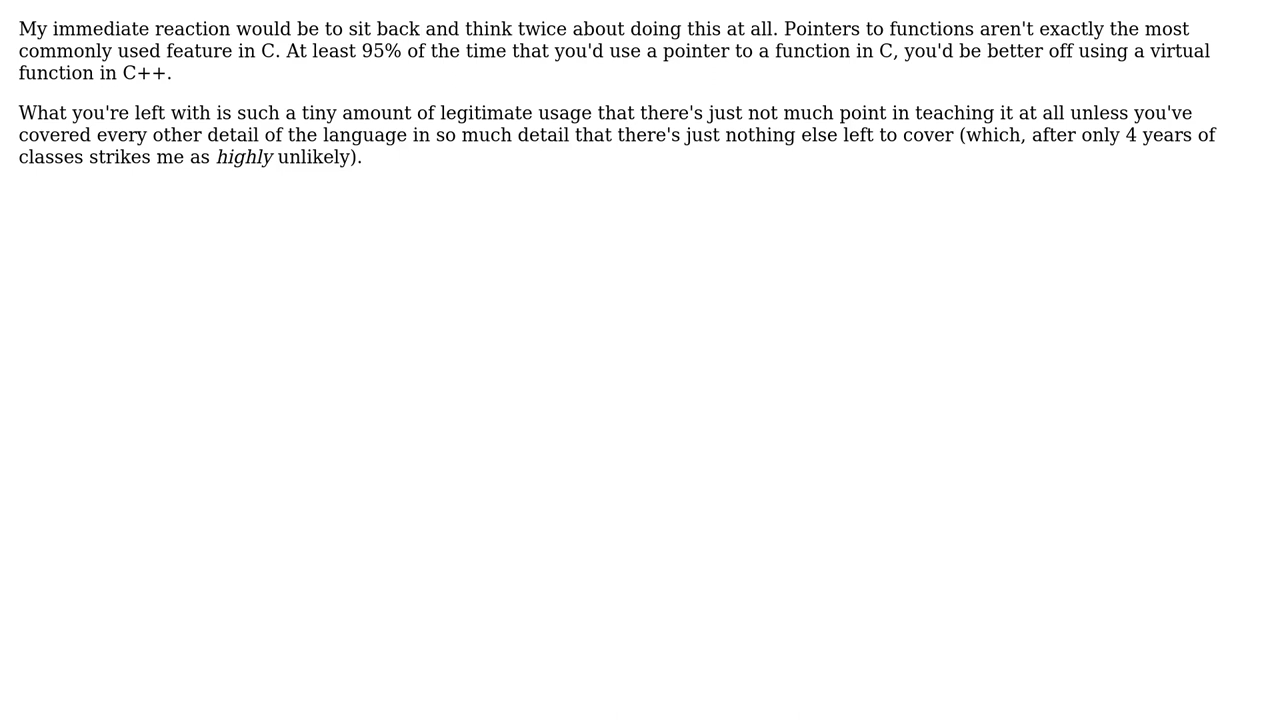 My immediate reaction would be to sit back and think twice about doing this at all. Pointers to functions aren't exactly the most
commonly used feature in C. At least 95% of the time that you'd use a pointer to a function in C, you'd be better off using a virtual
function in C++.
What you're left with is such a tiny amount of legitimate usage that there's just not much point in teaching it at all unless you've
covered every other detail of the language in so much detail that there's just nothing else left to cover (which, after only 4 years of
classes strikes me as highly unlikely).